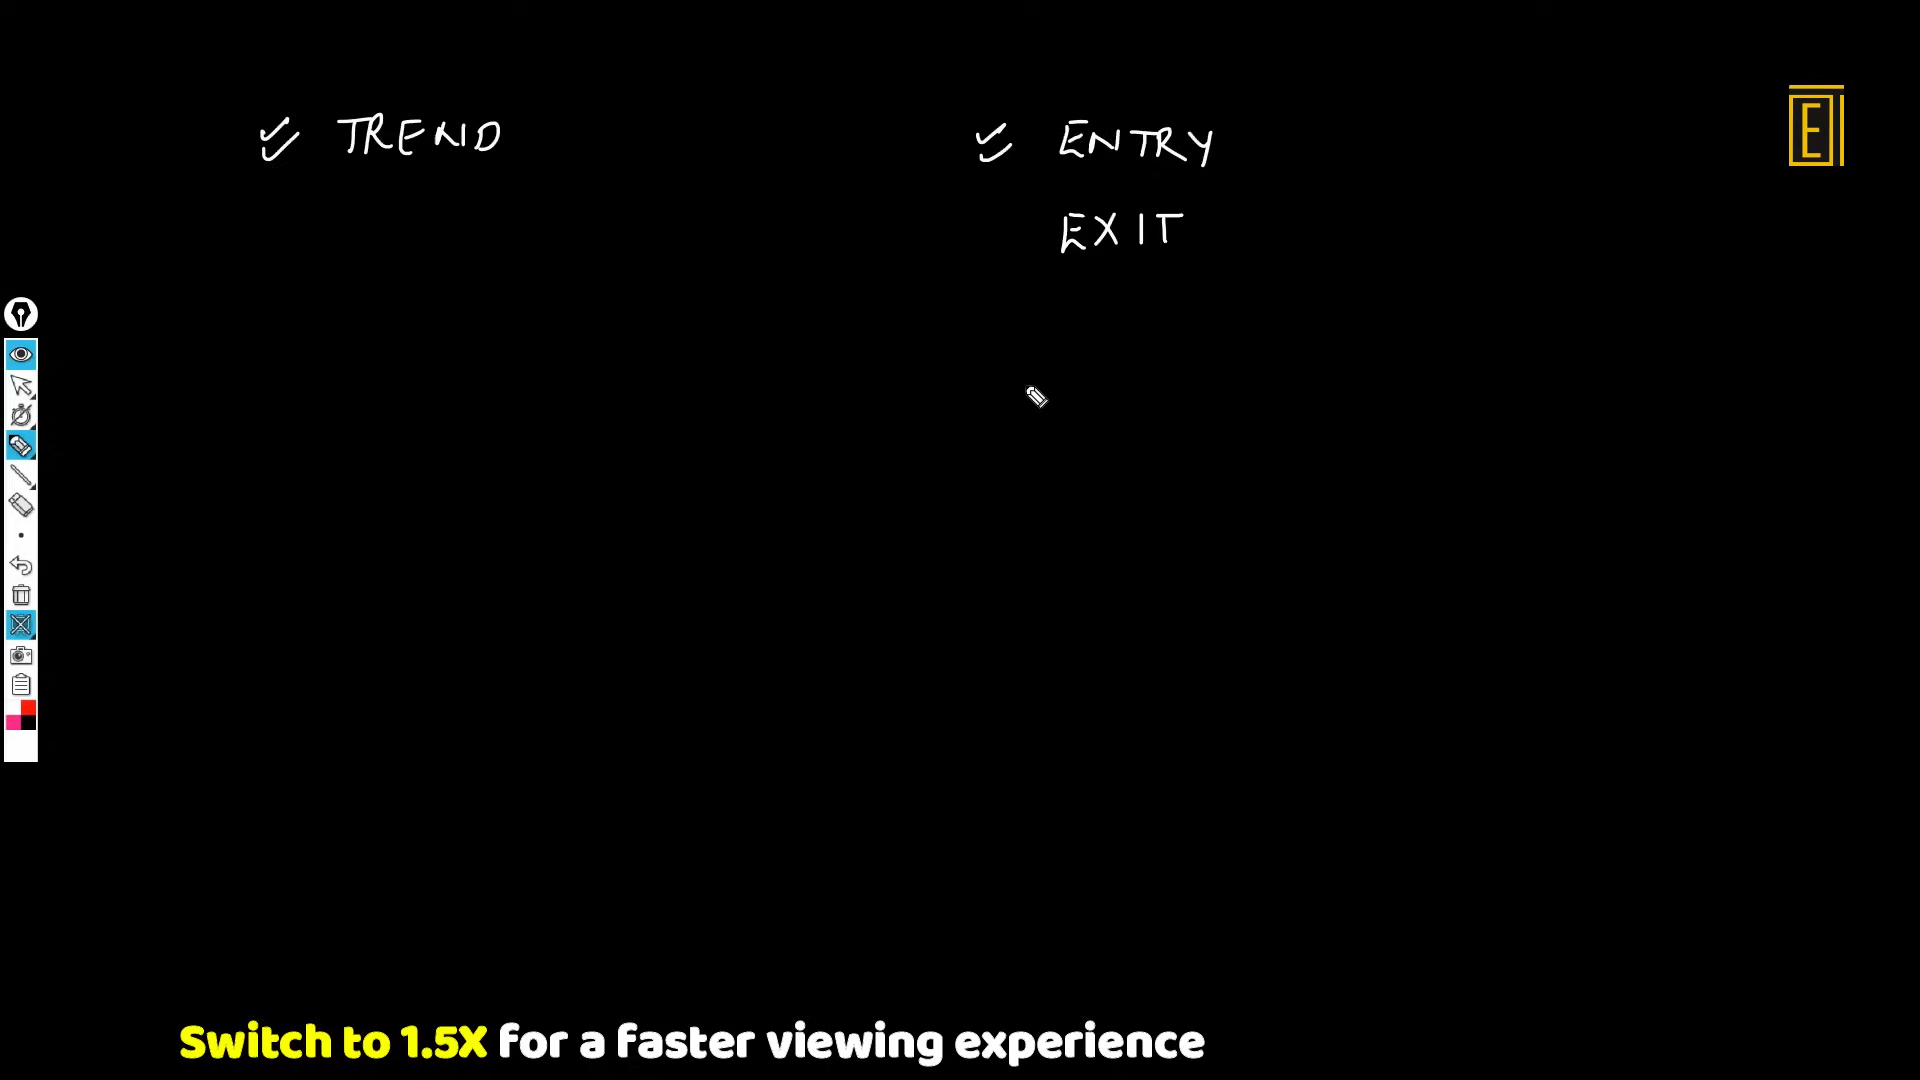 TREND
ENTRY
EXIT
E
Switch to 1.5X for a faster viewing experience